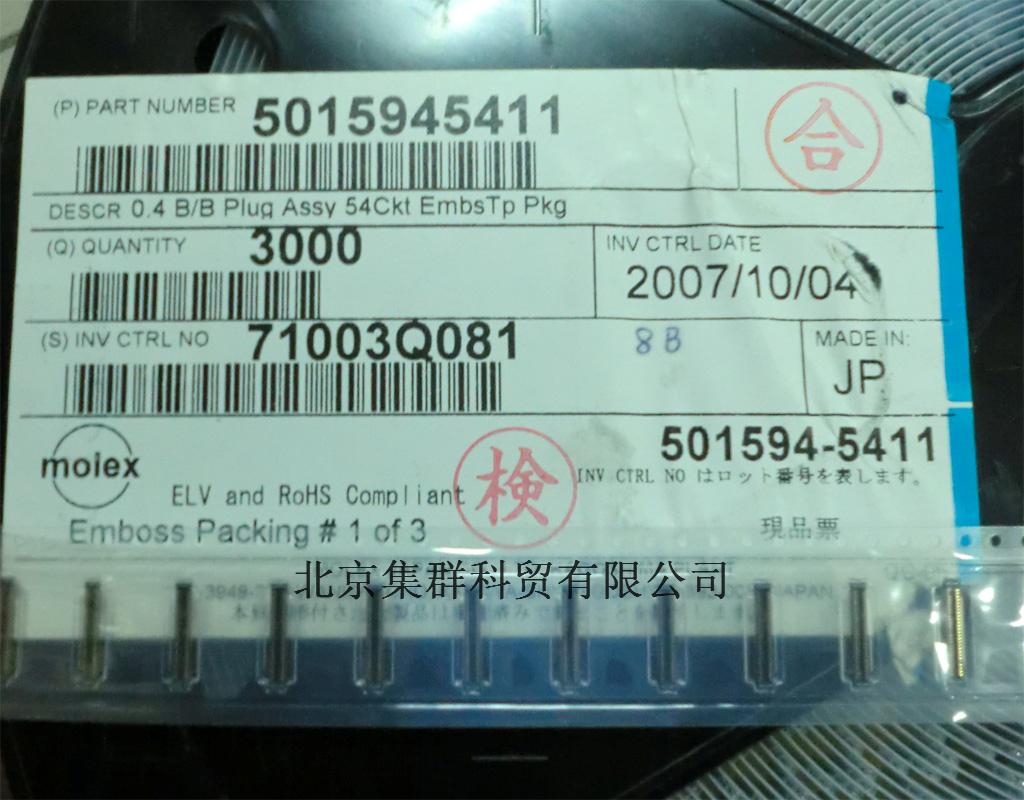 (P) PART NUMBER 5015945411
合
DESCR 0.4 B/B Plug Assy 54Ckt EmbsTp Pkg
(Q) QUANTITY 3000
INV CTRL DATE
2007/10/04
(S) INV CTRL NO 71003Q081
8B
MADE IN:
JP
molex
501594-5411
検
INV CTRL NO はロット番号を表します。
ELV and RoHS Compliant
Emboss Packing # 1 of 3
現品票
北京集群科贸有限公司
JAPAN